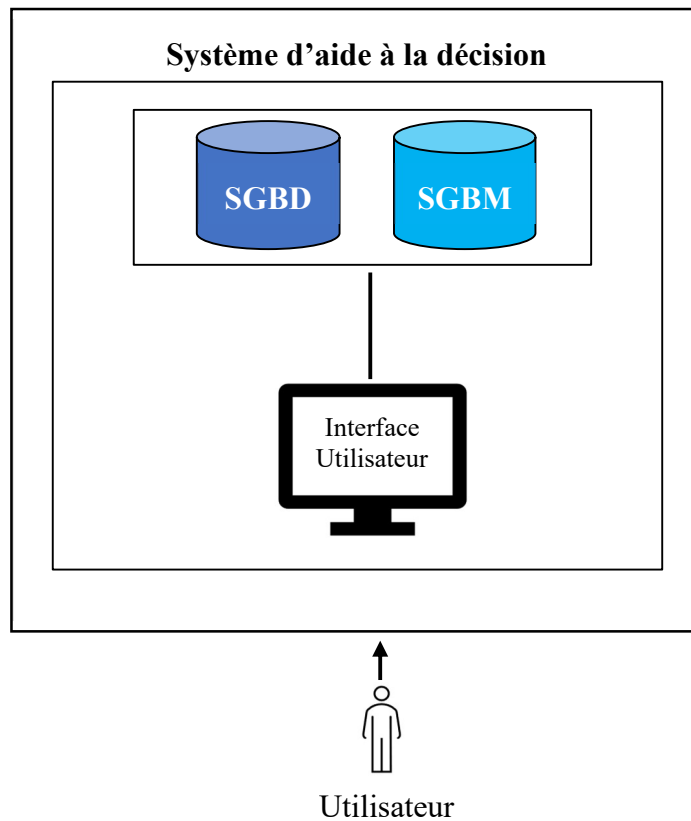 Système d’aide à la décision
SGBD
SGBM
Interface
Utilisateur
Utilisateur